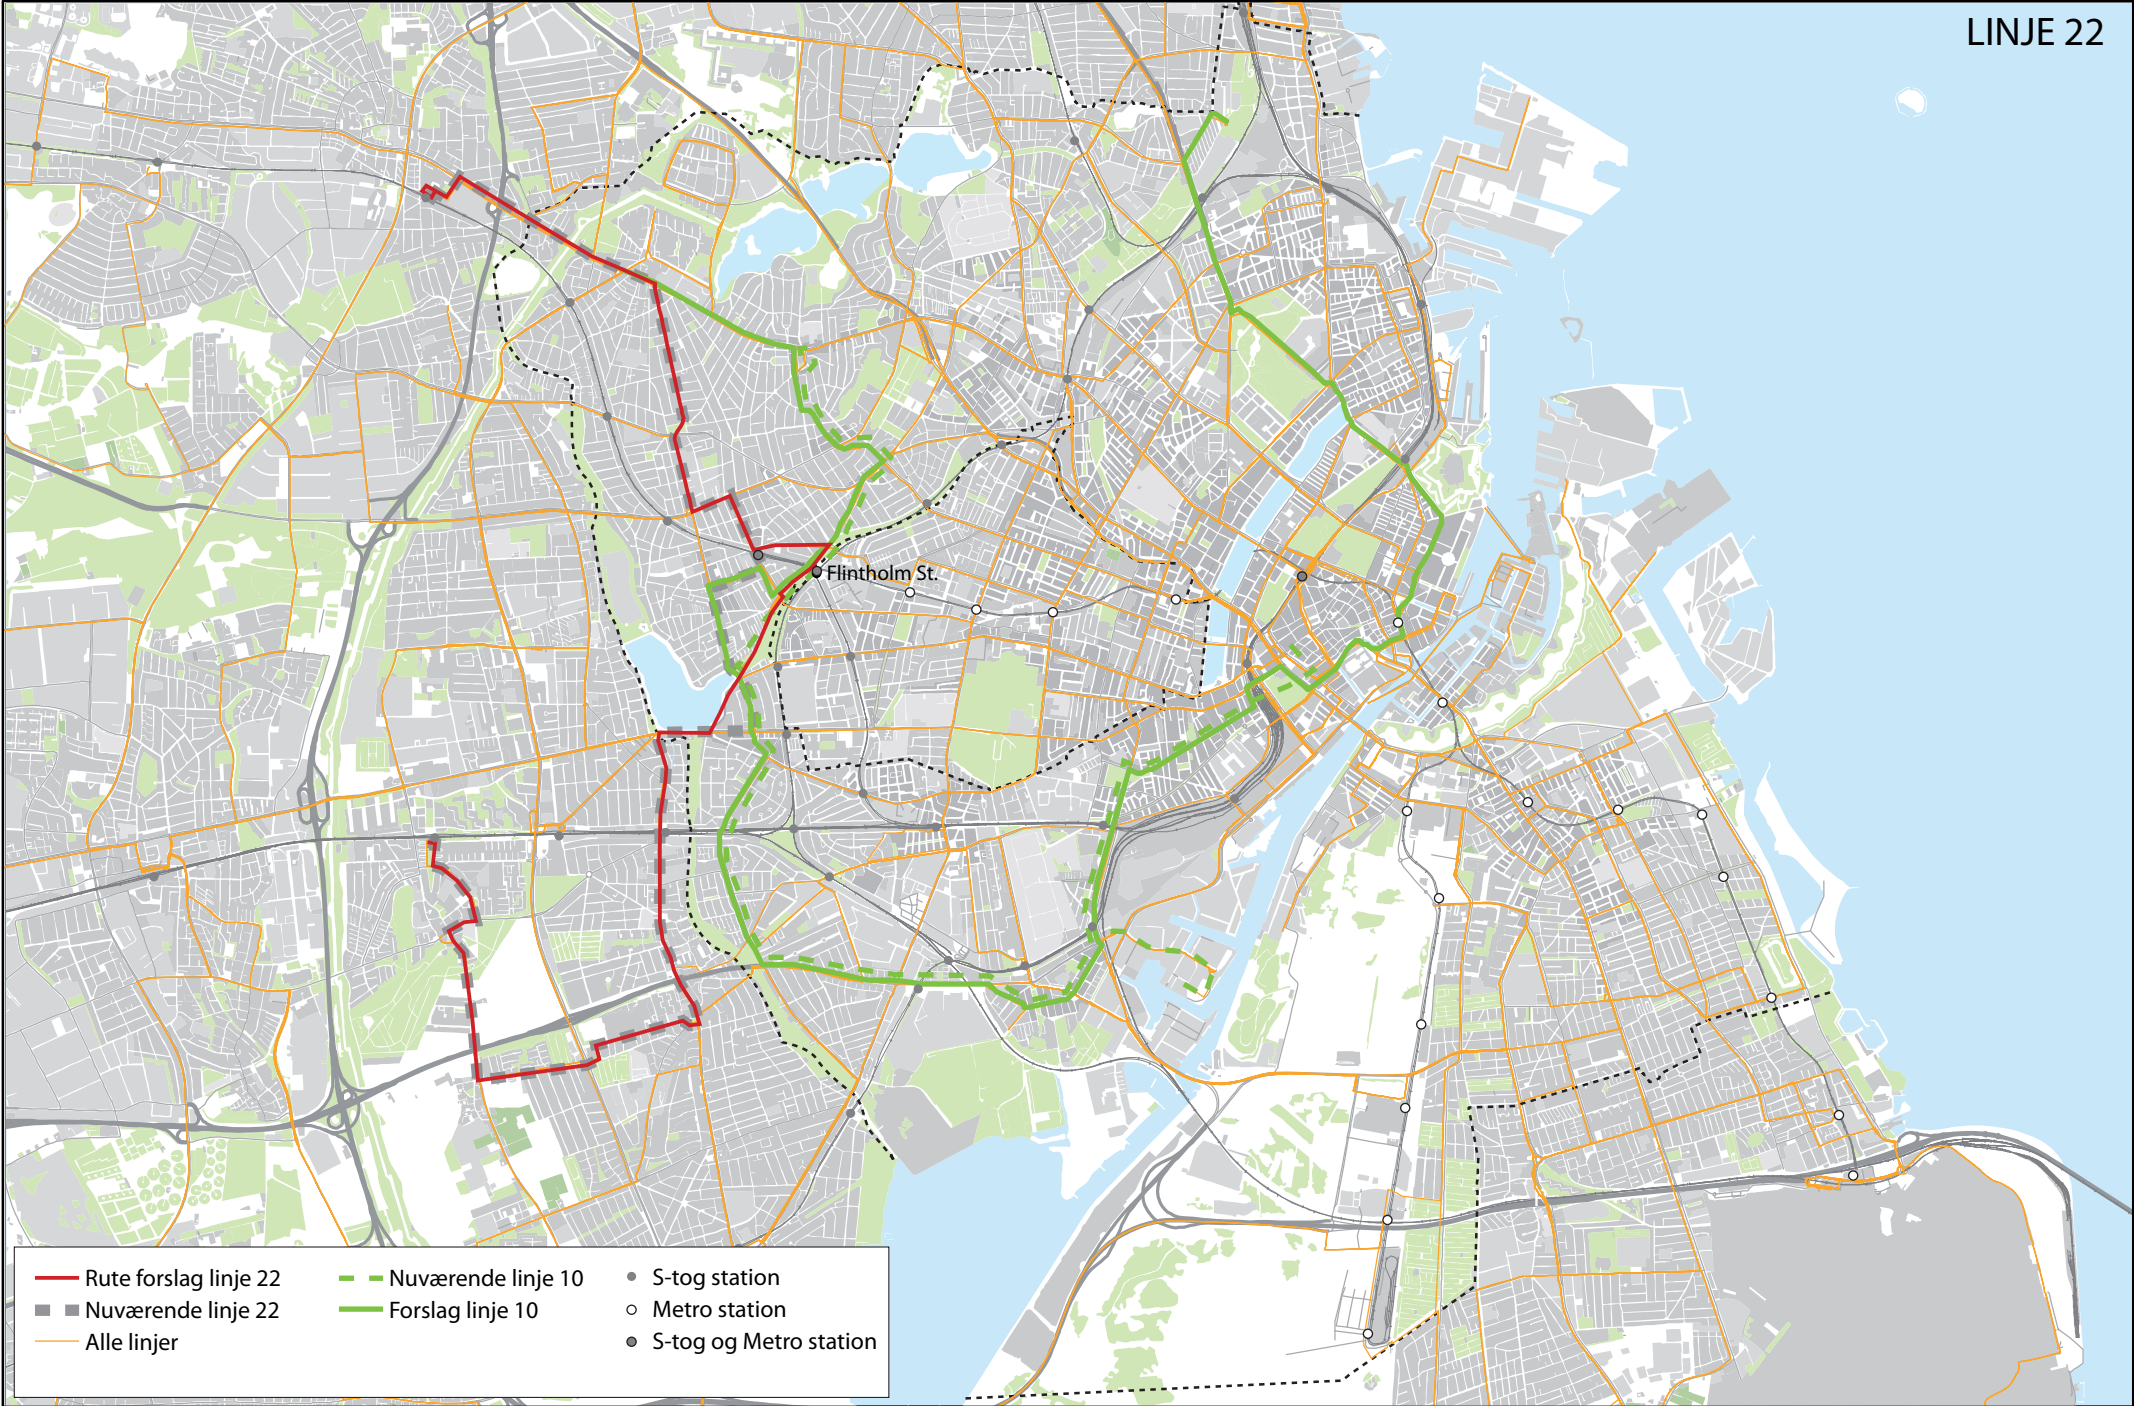 LINJE 22
Flintholm St.
Rute forslag linje 22
Nuværende linje 22
Alle linjer
Nuværende linje 10
Forslag linje 10
S-tog station
Metro station
S-tog og Metro station